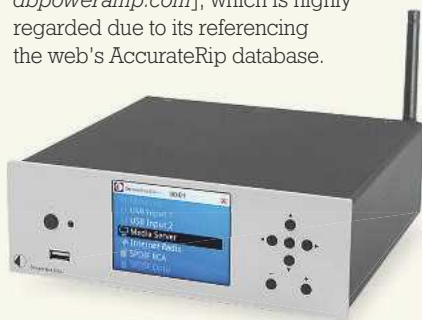 dbpoweramp.com], which is highly
regarded due to its referencing
the web's AccurateRip database.
USB Input 1
USB Input 2
Media Server
Internet Radio
SPDIF RCA
SPDIF Opto